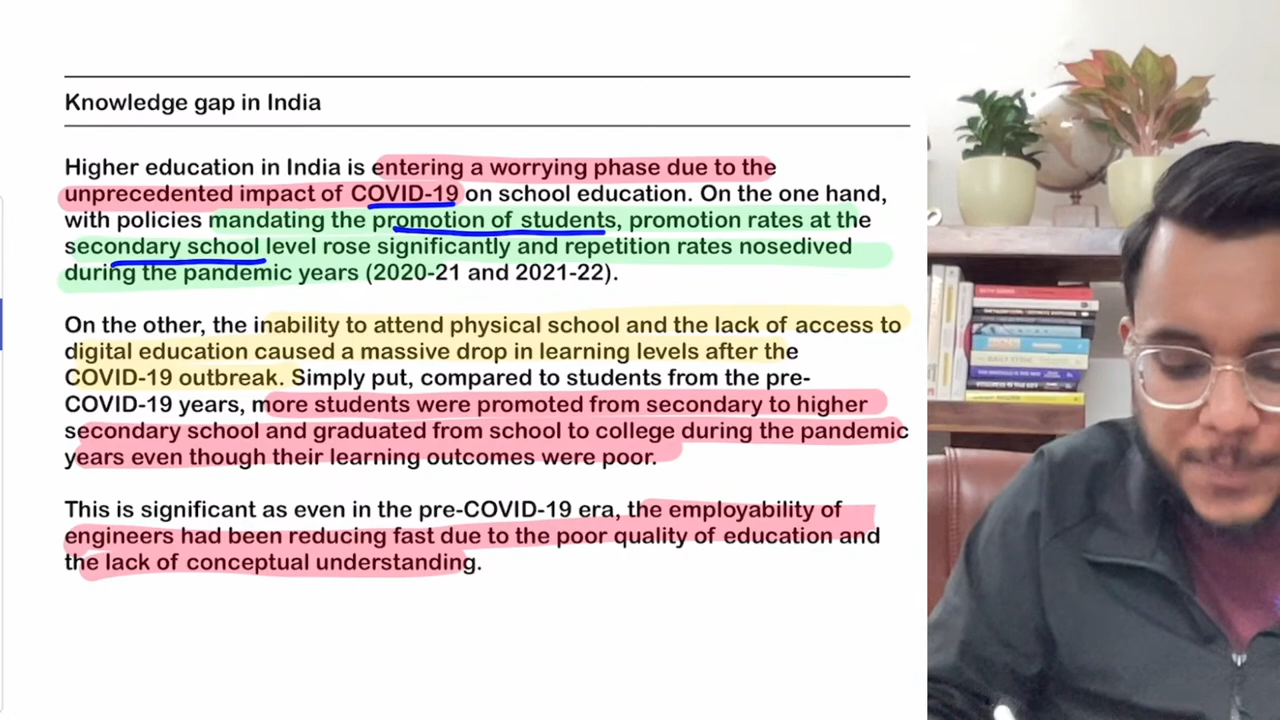 Knowledge gap in India
Higher education in India is entering a worrying phase due to the
unprecedented impact of COVID-19 on school education. On the one hand,
with policies mandating the promotion of students, promotion rates at the
secondary school level rose significantly and repetition rates nosedived
during the pandemic years (2020-21 and 2021-22).
On the other, the inability to attend physical school and the lack of access to
digital education caused a massive drop in learning levels after the
COVID-19 outbreak. Simply put, compared to students from the pre-
COVID-19 years, more students were promoted from secondary to higher
secondary school and graduated from school to college during the pandemic
years even though their learning outcomes were poor.
This is significant as even in the pre-COVID-19 era, the employability of
engineers had been reducing fast due to the poor quality of education and
the lack of conceptual understanding.